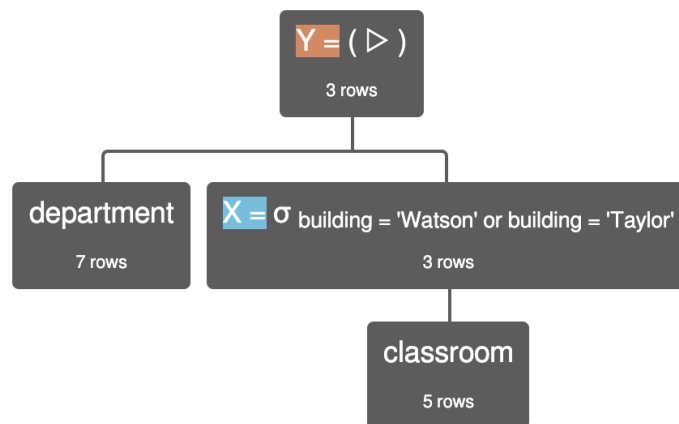 Y = ( ▷ )
3 rows
department
7 rows
X = σ building = 'Watson' or building = 'Taylor'
3 rows
classroom
5 rows